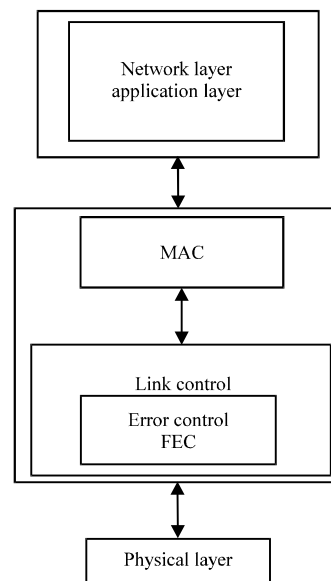 Network layer
application layer
MAC
Link control
Error control
FEC
Physical layer